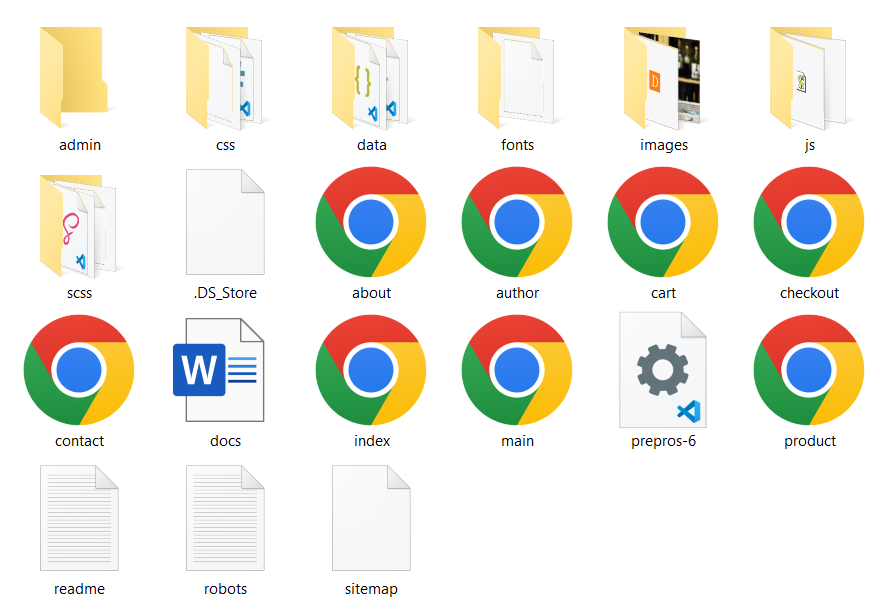 admin
css
data
fonts
images
js
scss
.DS_Store
about
author
cart
checkout
contact
W
docs
index
main
prepros-6
product
readme
robots
sitemap